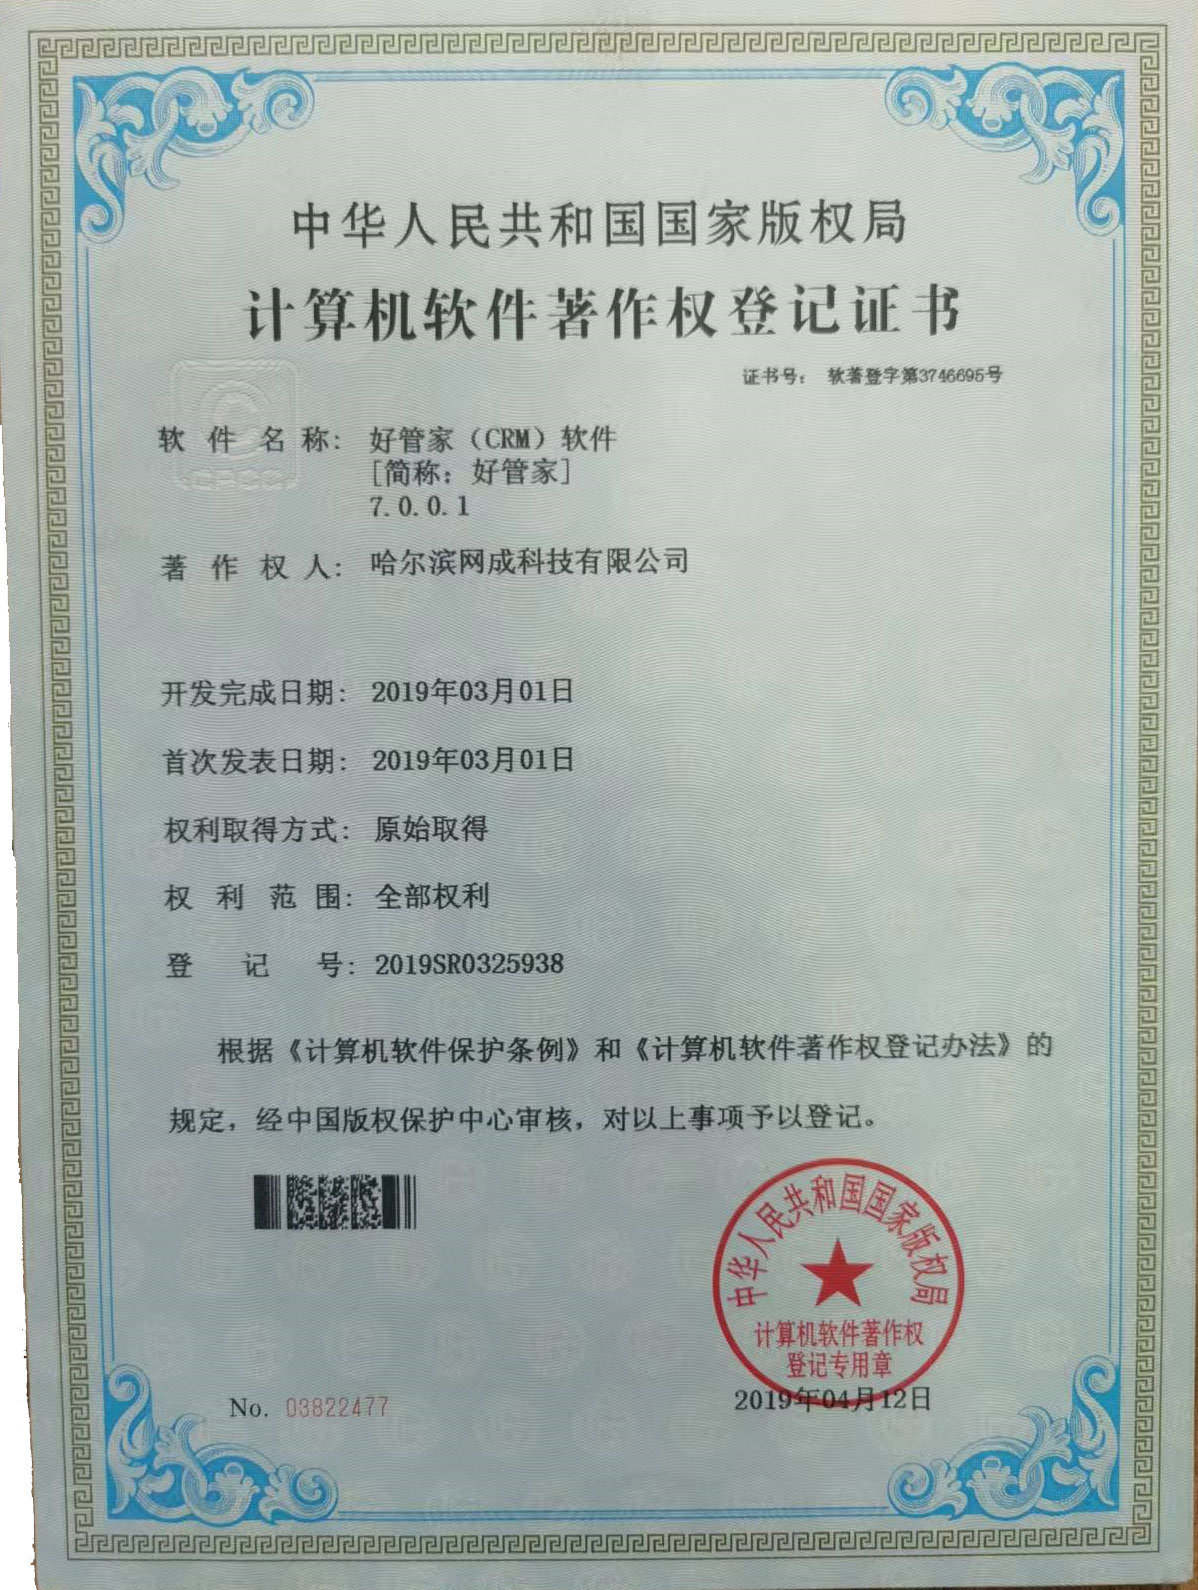 中华人民共和国国家版权局
计算机软件著作权登记证书
证书号： 软著登字第3746695号
软件名称： 好管家（CRM）软件
[简称：好管家]
7.0.0.1
著作权人： 哈尔滨网成科技有限公司
开发完成日期： 2019年03月01日
首次发表日期： 2019年03月01日
权利取得方式： 原始取得
权利范围： 全部权利
登记号： 2019SR0325938
根据《计算机软件保护条例》和《计算机软件著作权登记办法》的
规定，经中国版权保护中心审核，对以上事项予以登记。
中华人民共和国国家版权局
计算机软件著作权
登记专用章
No. 03822477
2019年04月12日